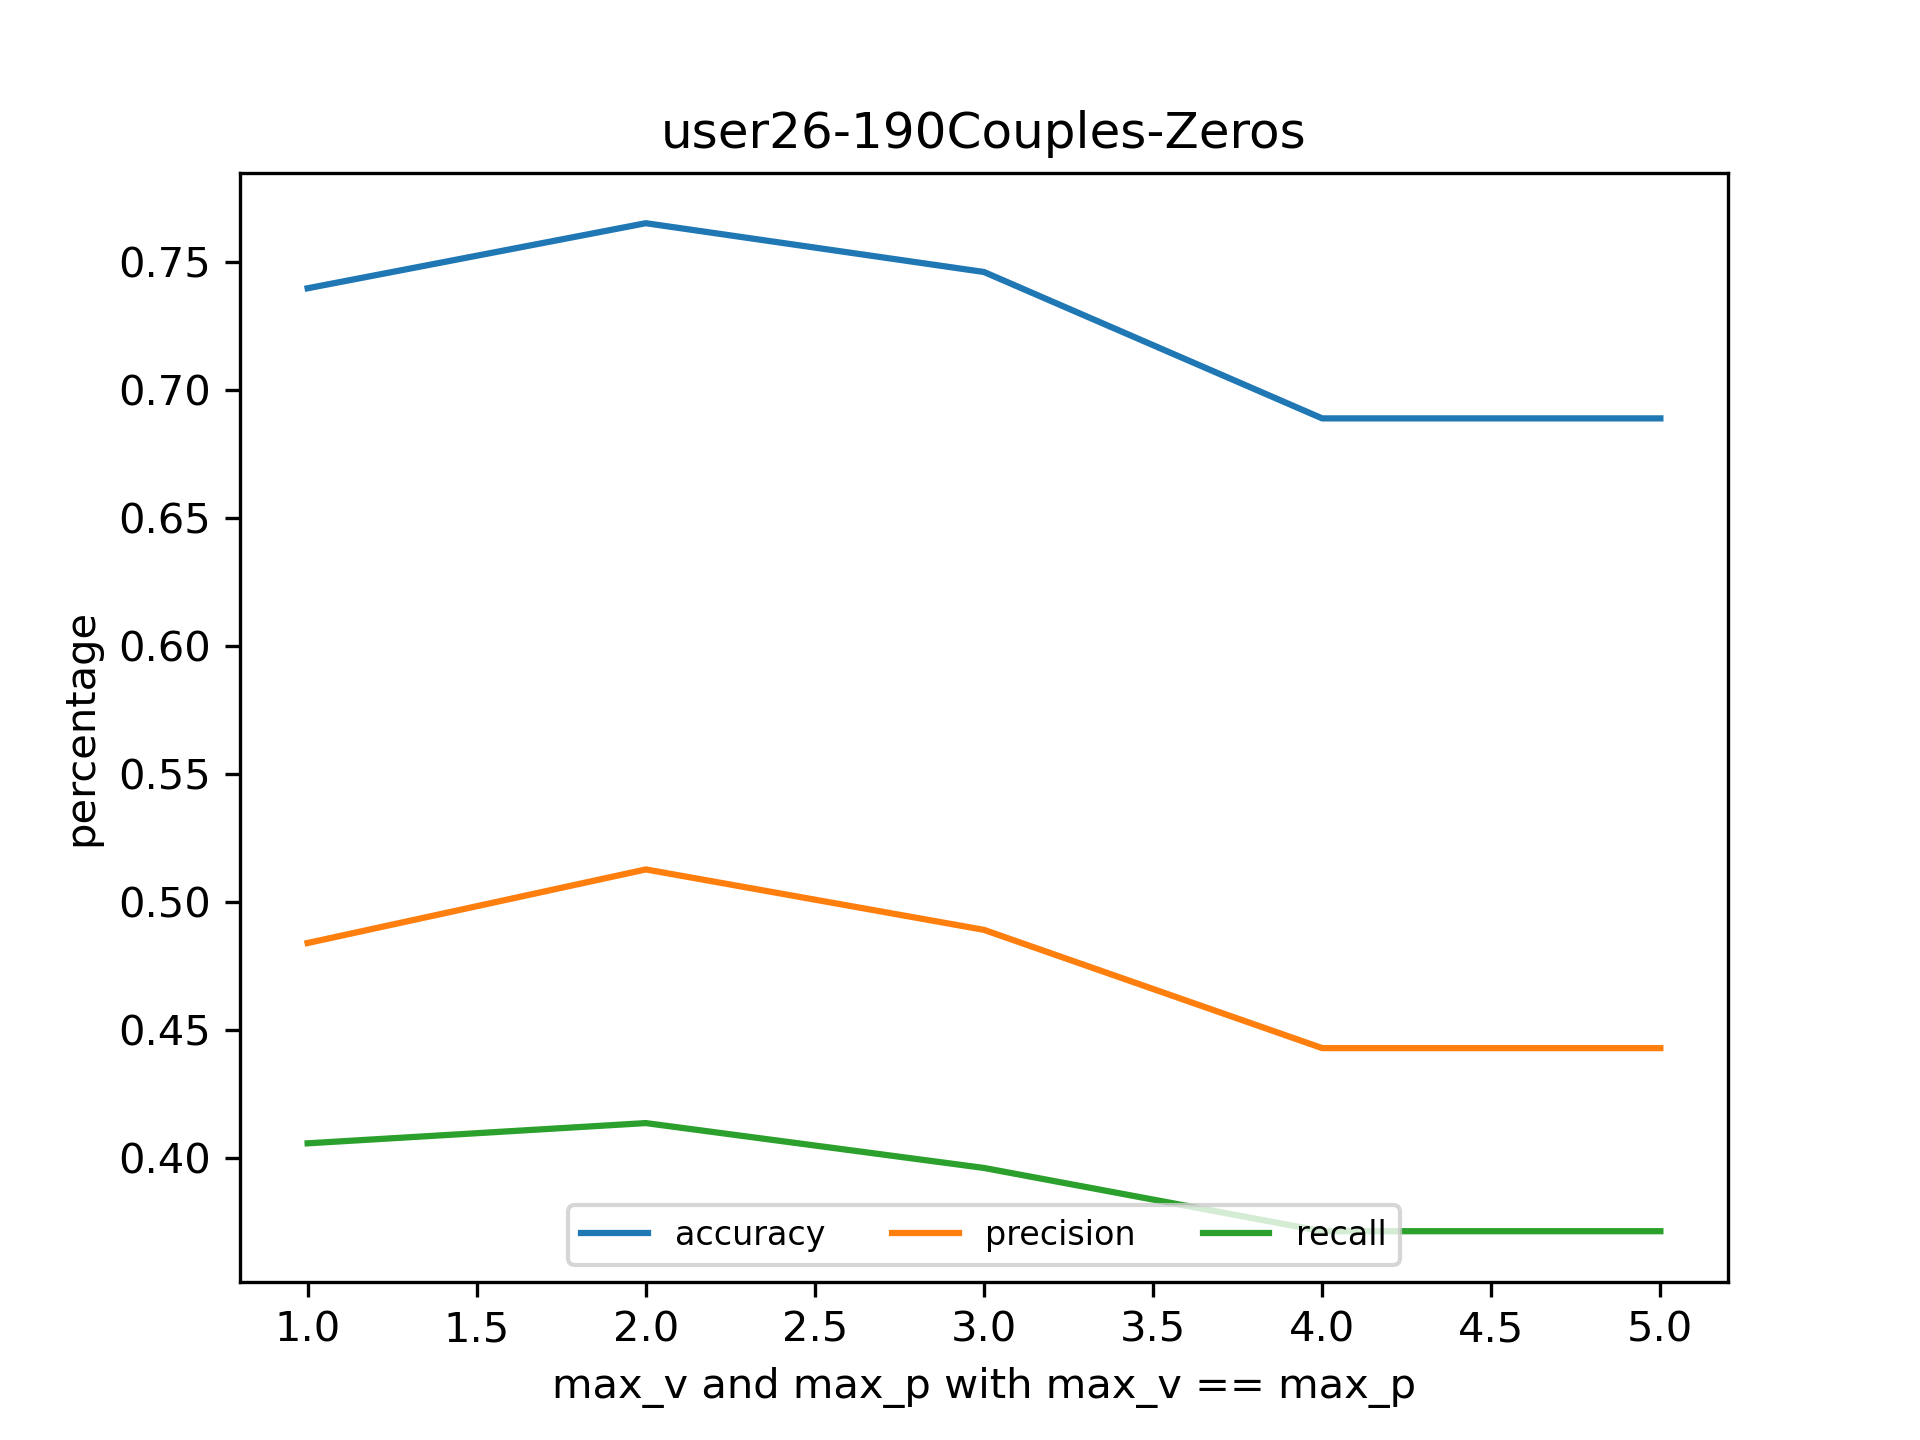 user26-190Couples-Zeros
percentage
0.75
0.70
0.65
0.60
0.55
0.50
0.45
0.40
accuracy precision recall
1.0 1.5 2.0 2.5 3.0 3.5 4.0 4.5 5.0
max_v and max_p with max_v == max_p